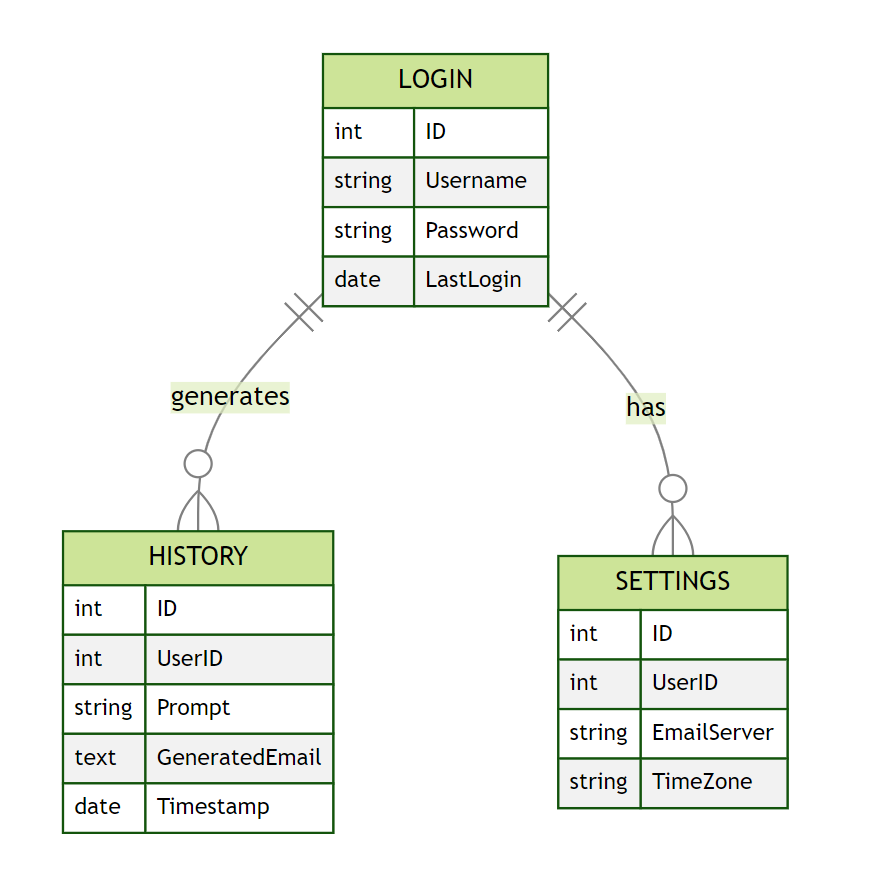 LOGIN
int ID
string Username
string Password
date LastLogin
generates
has
HISTORY
int ID
int UserID
string Prompt
text GeneratedEmail
date Timestamp
SETTINGS
int ID
int UserID
string EmailServer
string TimeZone